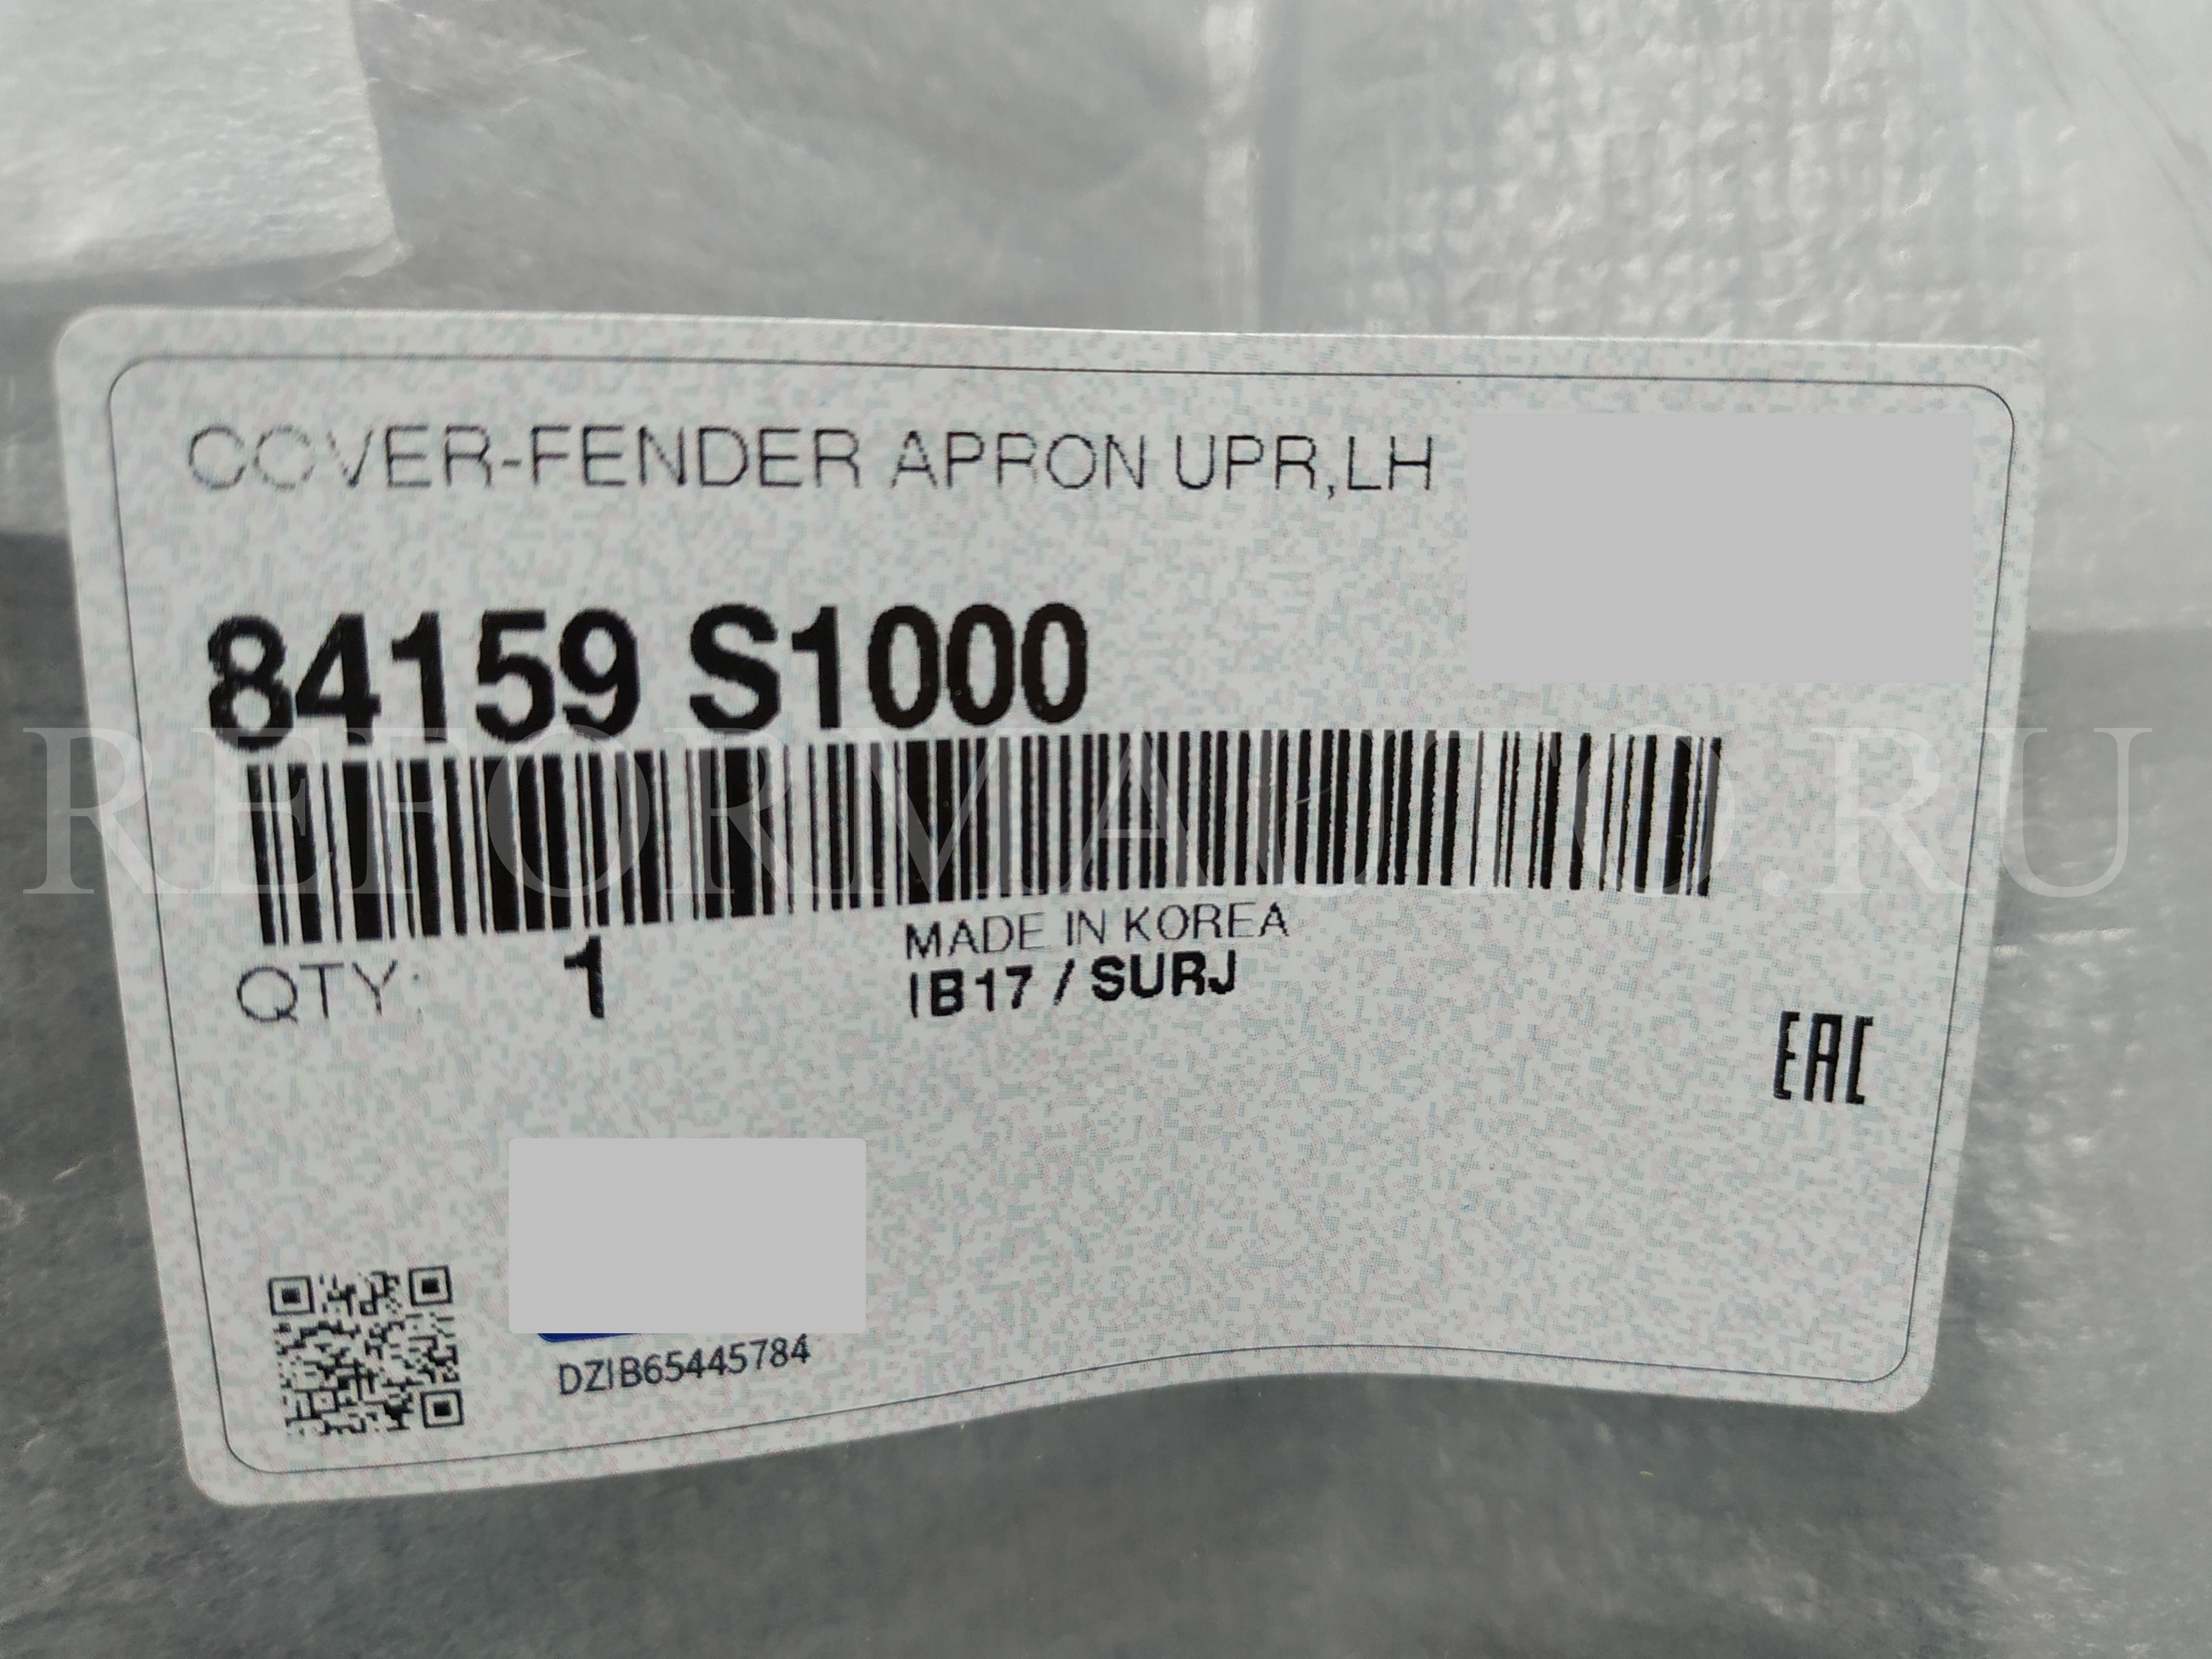 COVER-FENDER APRON UPR,LH
84159 S1000
REFORMAUTO.RU
MADE IN KOREA
QTY: 1
IB17 / SURJ
EAC
DZIB65445784